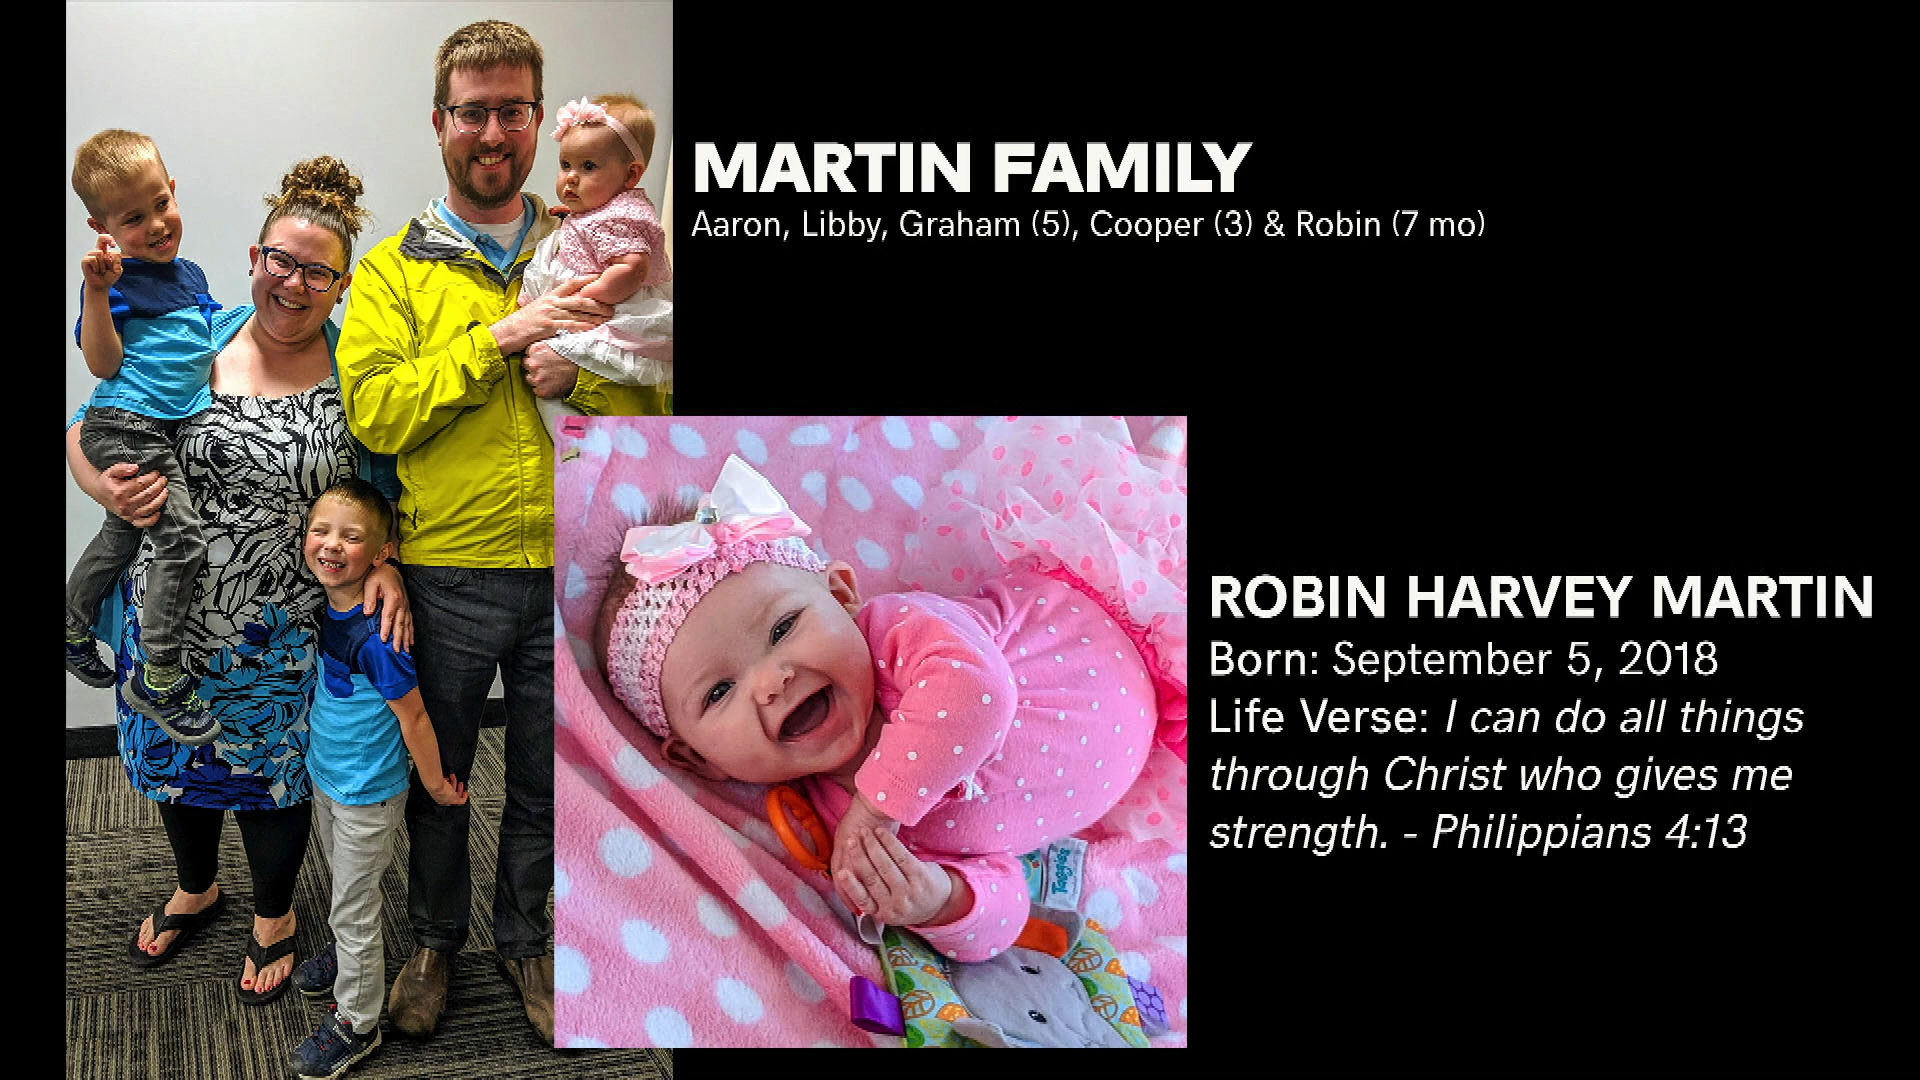 MARTIN FAMILY
Aaron, Libby, Graham (5), Cooper (3) & Robin (7 mo)
ROBIN HARVEY MARTIN
Born: September 5, 2018
Life Verse: I can do all things
through Christ who gives me
strength. - Philippians 4:13
Taggies